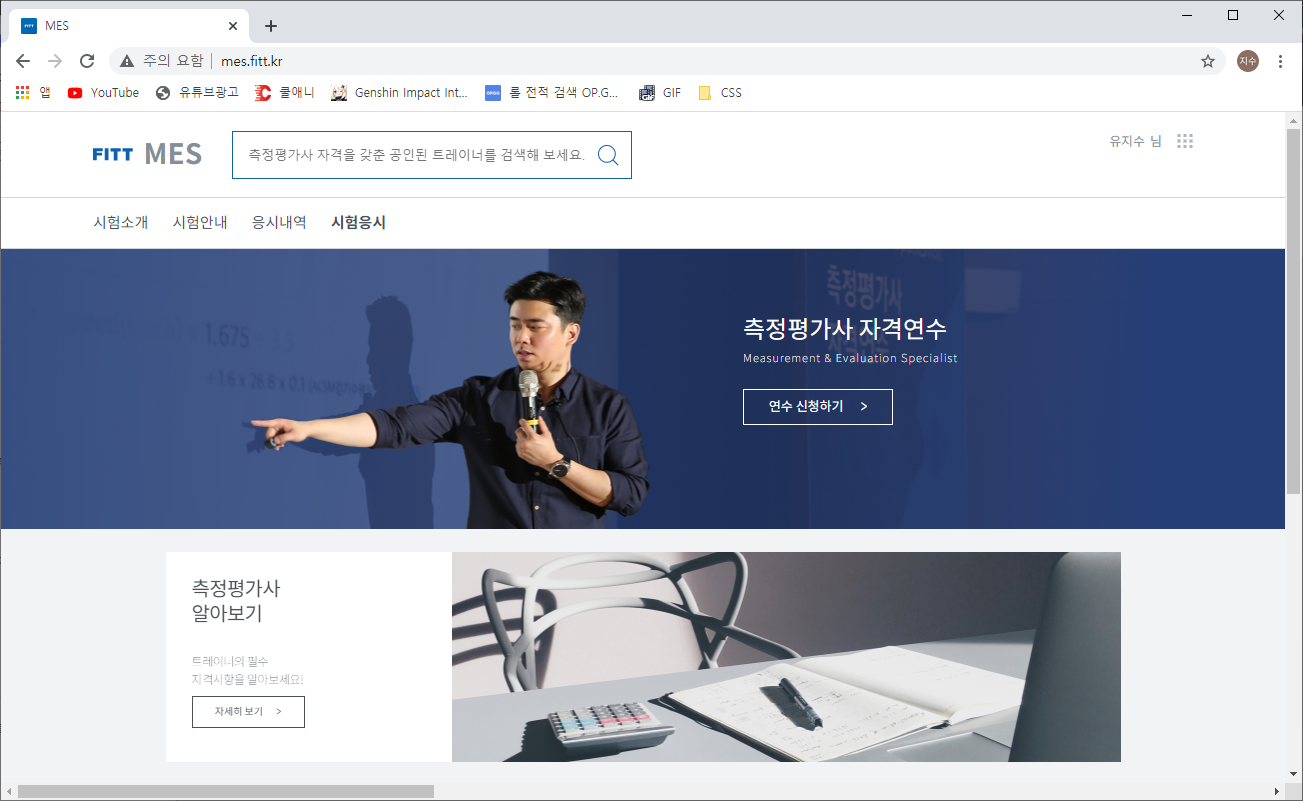 FITT MES
주의 요함 mes.fitt.kr 지수
앱 YouTube 유튜브광고 쿨애니 Genshin Impact Int... 롤 전적 검색 OP.G... GIF CSS
FITT MES 측정평가사 자격을 갖춘 공인된 트레이너를 검색해 보세요. 유지수 님
시험소개 시험안내 응시내역 시험응시
측정평가사
1.675
+ 1.6 x 26.8 x 0.1
측정평가사 자격연수
Measurement & Evaluation Specialist
연수 신청하기 >
측정평가사
알아보기
트레이너의 필수
자격사항을 알아보세요!
자세히 보기 >